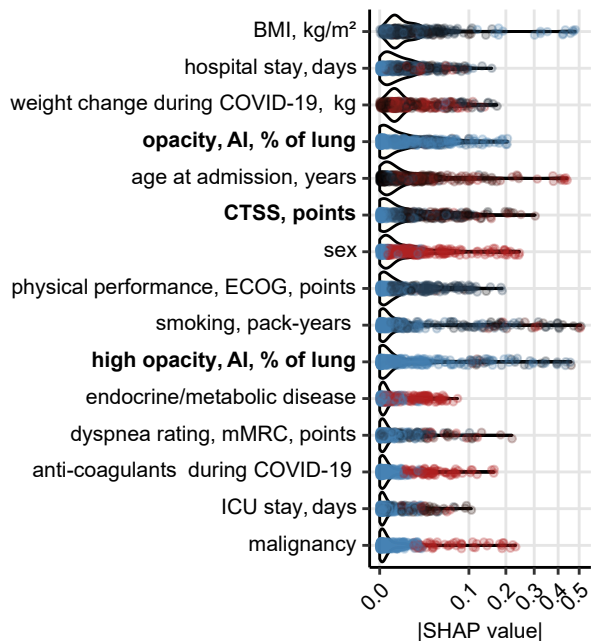 BMI, kg/m²
hospital stay, days
weight change during COVID-19, kg
opacity, AI, % of lung
age at admission, years
CTSS, points
sex
physical performance, ECOG, points
smoking, pack-years
high opacity, AI, % of lung
endocrine/metabolic disease
dyspnea rating, mMRC, points
anti-coagulants during COVID-19
ICU stay, days
malignancy
0.0 0.1 0.2 0.3 0.4 0.5
|SHAP value|